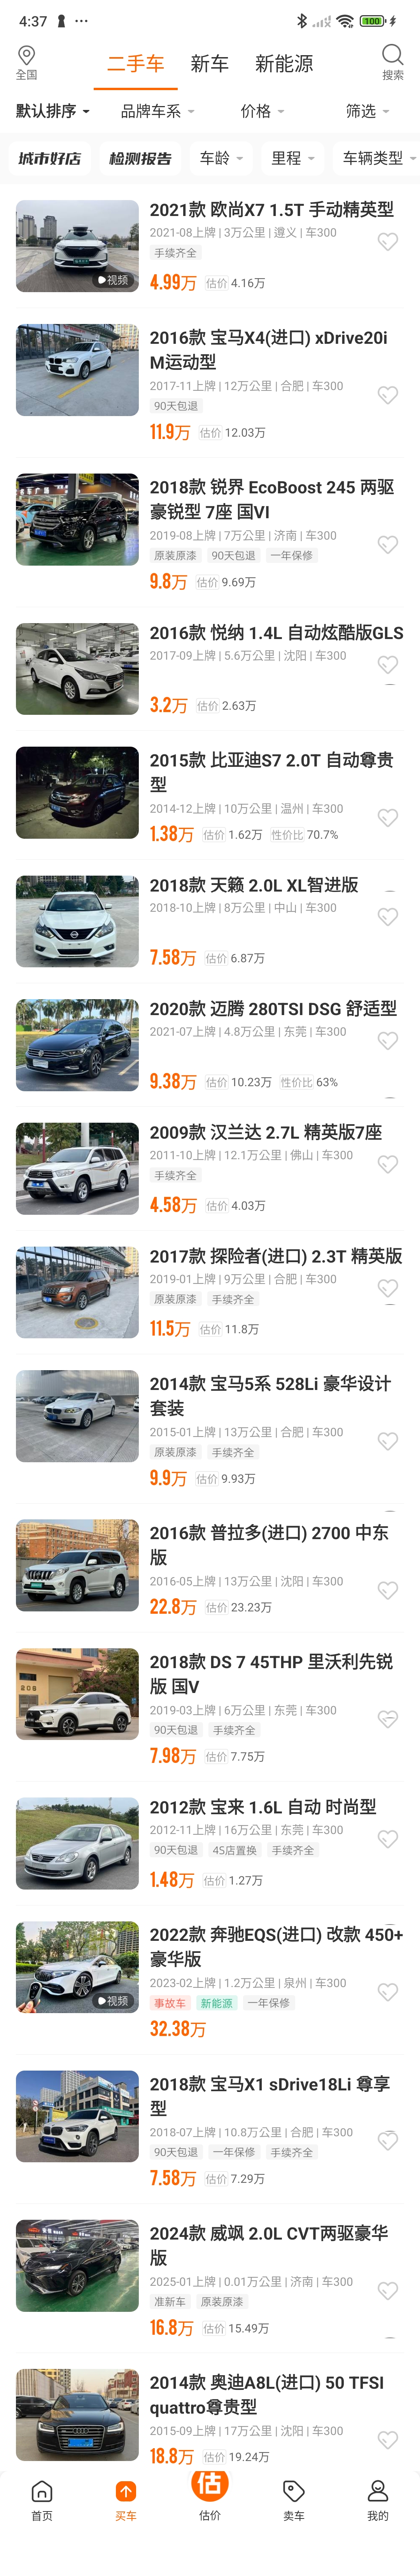 4:37
100
全国
二手车 新车 新能源
搜索
默认排序 品牌车系 价格 筛选
城市好店 检测报告 车龄 里程 车辆类型
2021款 欧尚X7 1.5T 手动精英型
2021-08上牌 | 3万公里 | 遵义 | 车300
手续齐全
视频
4.99万 估价 4.16万
2016款 宝马X4(进口) xDrive20i
M运动型
2017-11上牌 | 12万公里 | 合肥 | 车300
90天包退
11.9万 估价 12.03万
2018款 锐界 EcoBoost 245 两驱
豪锐型 7座 国VI
2019-08上牌 | 7万公里 | 济南 | 车300
原装原漆 90天包退 一年保修
9.8万 估价 9.69万
2016款 悦纳 1.4L 自动炫酷版GLS
2017-09上牌 | 5.6万公里 | 沈阳 | 车300
3.2万 估价 2.63万
2015款 比亚迪S7 2.0T 自动尊贵
型
2014-12上牌 | 10万公里 | 温州 | 车300
1.38万 估价 1.62万 性价比 70.7%
2018款 天籁 2.0L XL智进版
2018-10上牌 | 8万公里 | 中山 | 车300
7.58万 估价 6.87万
2020款 迈腾 280TSI DSG 舒适型
2021-07上牌 | 4.8万公里 | 东莞 | 车300
9.38万 估价 10.23万 性价比 63%
2009款 汉兰达 2.7L 精英版7座
2011-10上牌 | 12.1万公里 | 佛山 | 车300
手续齐全
4.58万 估价 4.03万
2017款 探险者(进口) 2.3T 精英版
2019-01上牌 | 9万公里 | 合肥 | 车300
原装原漆 手续齐全
11.5万 估价 11.8万
2014款 宝马5系 528Li 豪华设计
套装
2015-01上牌 | 13万公里 | 合肥 | 车300
原装原漆 手续齐全
9.9万 估价 9.93万
2016款 普拉多(进口) 2700 中东
版
2016-05上牌 | 13万公里 | 沈阳 | 车300
22.8万 估价 23.23万
2018款 DS 7 45THP 里沃利先锐
版 国V
2019-03上牌 | 6万公里 | 东莞 | 车300
90天包退 手续齐全
7.98万 估价 7.75万
2012款 宝来 1.6L 自动 时尚型
2012-11上牌 | 16万公里 | 东莞 | 车300
90天包退 4S店置换 手续齐全
1.48万 估价 1.27万
2022款 奔驰EQS(进口) 改款 450+
豪华版
2023-02上牌 | 1.2万公里 | 泉州 | 车300
视频
事故车 新能源 一年保修
32.38万
2018款 宝马X1 sDrive18Li 尊享
型
2018-07上牌 | 10.8万公里 | 合肥 | 车300
90天包退 一年保修 手续齐全
7.58万 估价 7.29万
2024款 威飒 2.0L CVT两驱豪华
版
2025-01上牌 | 0.01万公里 | 济南 | 车300
准新车 原装原漆
16.8万 估价 15.49万
2014款 奥迪A8L(进口) 50 TFSI
quattro尊贵型
2015-09上牌 | 17万公里 | 沈阳 | 车300
18.8万 估价 19.24万
估
首页 买车 估价 卖车 我的